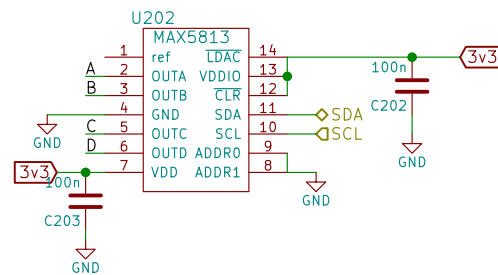 U202
MAX5813
1 ref LDAC 14
A 2 OUTA VDDIO 13
B 3 OUTB CLR 12
4 GND SDA 11 SDA
C 5 OUTC SCL 10 SCL
D 6 OUTD ADDR0 9
7 VDD ADDR1 8
3v3
100n
C202
GND
GND
3v3
100n
C203
GND
GND